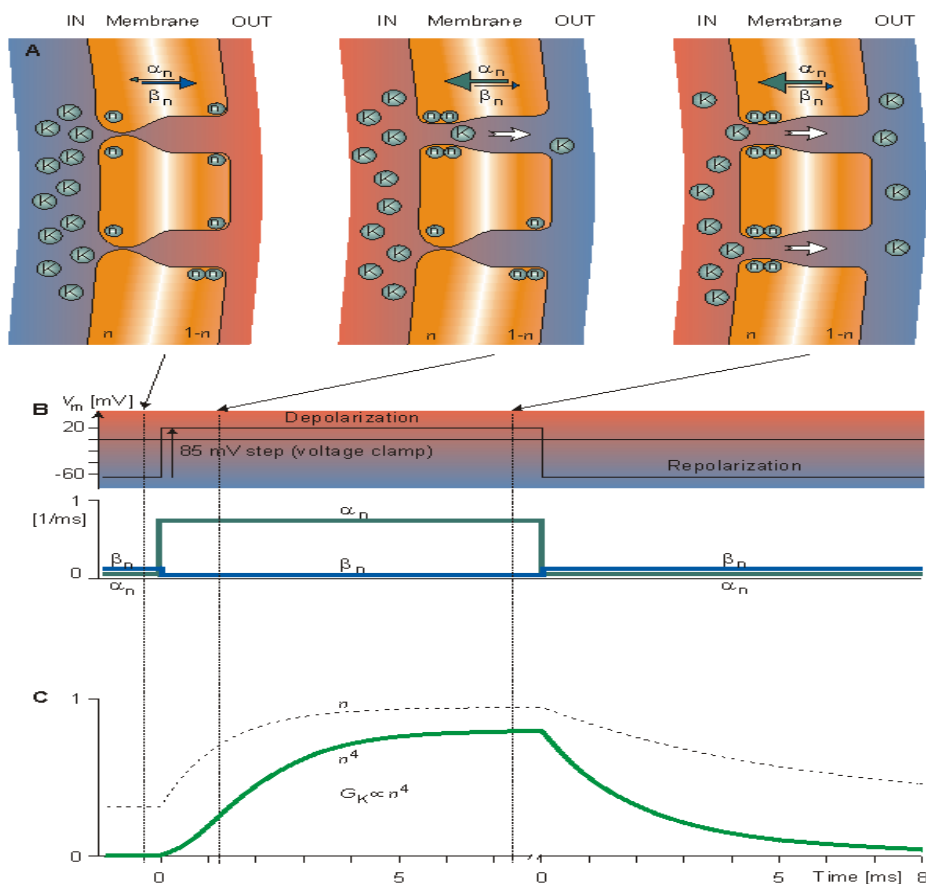 IN Membrane OUT IN Membrane OUT IN Membrane OUT
A
αn αn αn
βn βn βn
K K K K K K K K K K K K K
K K K K K K K K K K
K K K K K K K K K K
n 1-n n 1-n n 1-n
B Vm [mV]
Depolarization
20
85 mV step (voltage clamp)
-60
Repolarization
1
[1/ms]
αn
βn βn βn
0
αn αn
C 1
n
n4
GK∝n4
0
0 5 0 5 Time [ms] 8